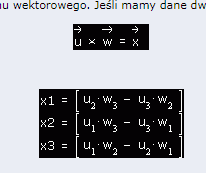 nu wektorowego. Jeśli mamy dane dw
u × w = x
x1 = [ u2·w3 - u3·w2 ]
x2 = [ u1·w3 - u3·w1 ]
x3 = [ u1·w2 - u2·w1 ]